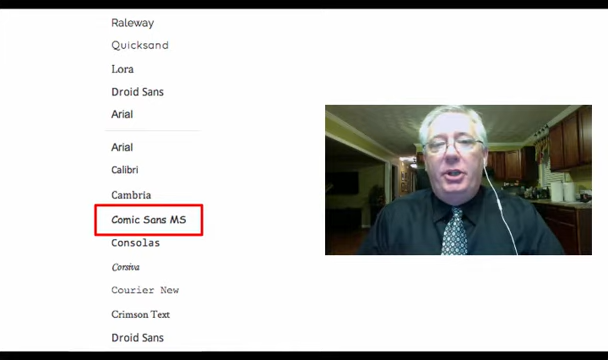 Raleway
Quicksand
Lora
Droid Sans
Arial
Arial
Calibri
Cambria
Comic Sans MS
Consolas
Corsiva
Courier New
Crimson Text
Droid Sans